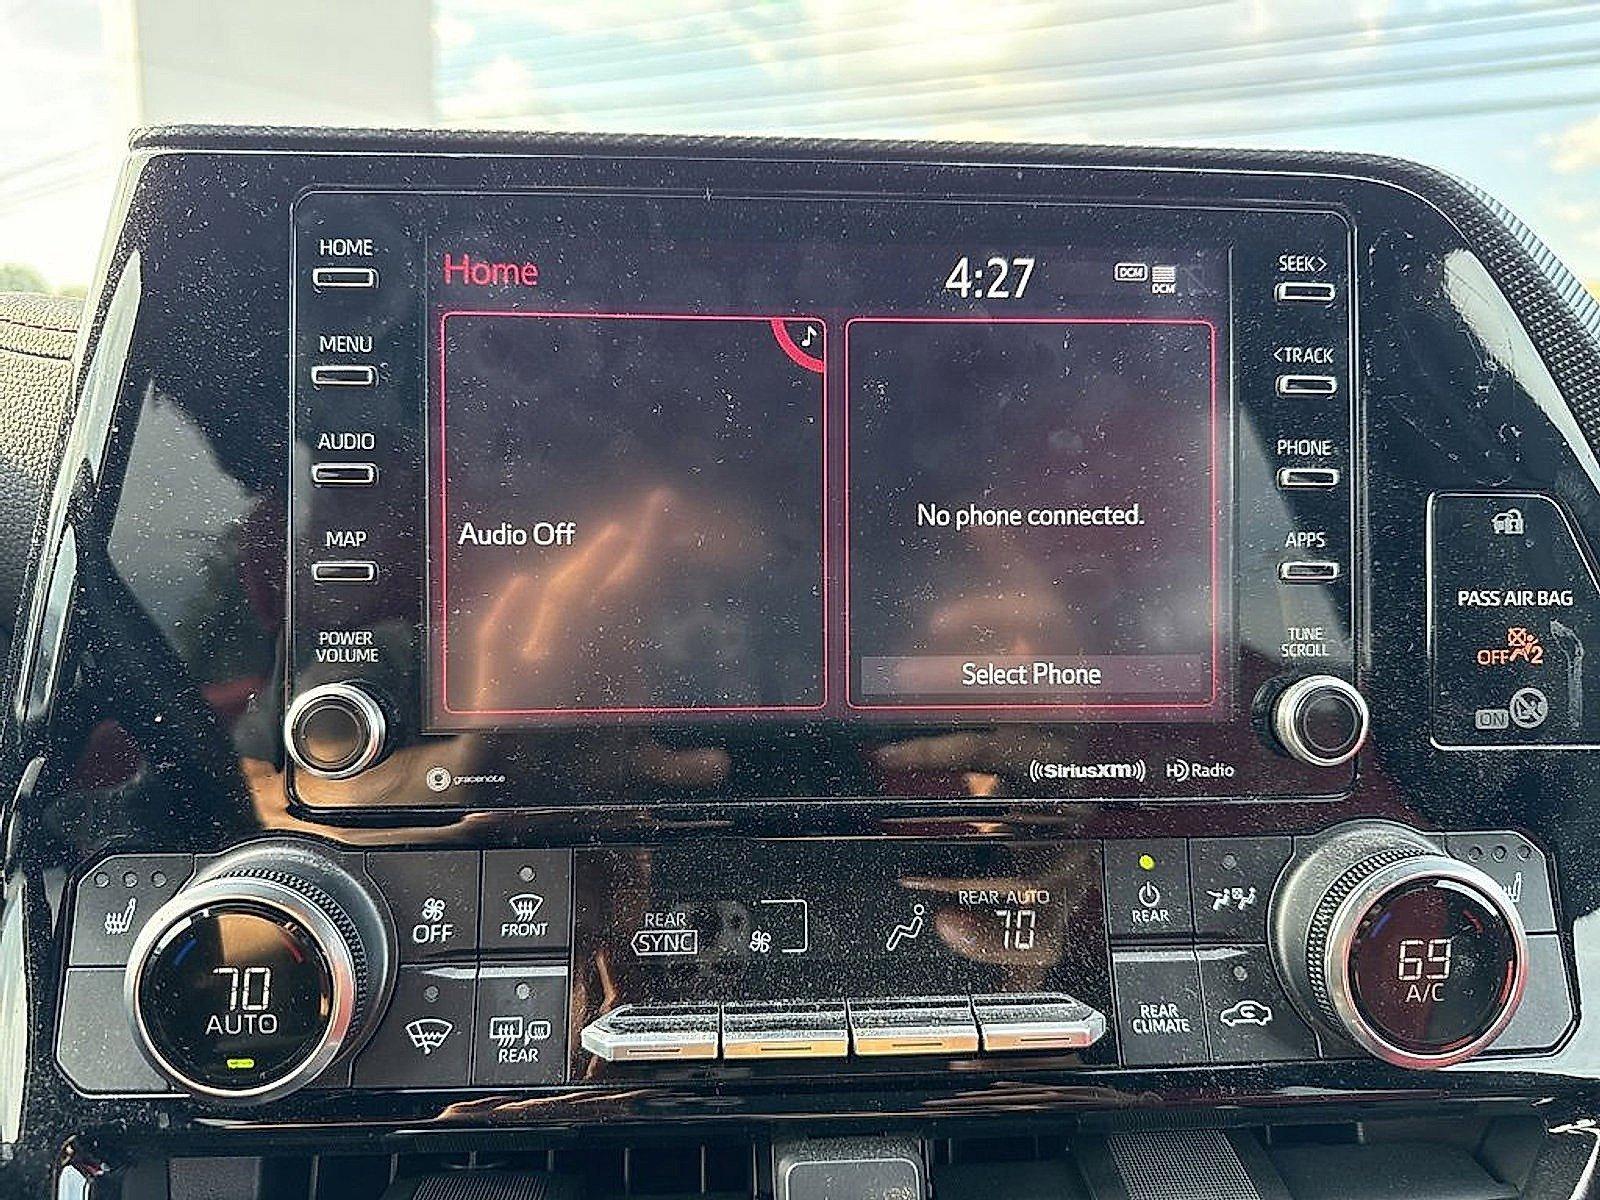 HOME
MENU
AUDIO
MAP
POWER
VOLUME
Home
4:27
DCM
DCM
Audio Off
No phone connected.
Select Phone
gracenote
((SiriusXM))
HD Radio
SEEK>
<TRACK
PHONE
APPS
TUNE
SCROLL
PASS AIR BAG
OFF 2
ON
70
AUTO
OFF
FRONT
REAR
REAR
SYNC
REAR AUTO
70
REAR
REAR
CLIMATE
69
A/C